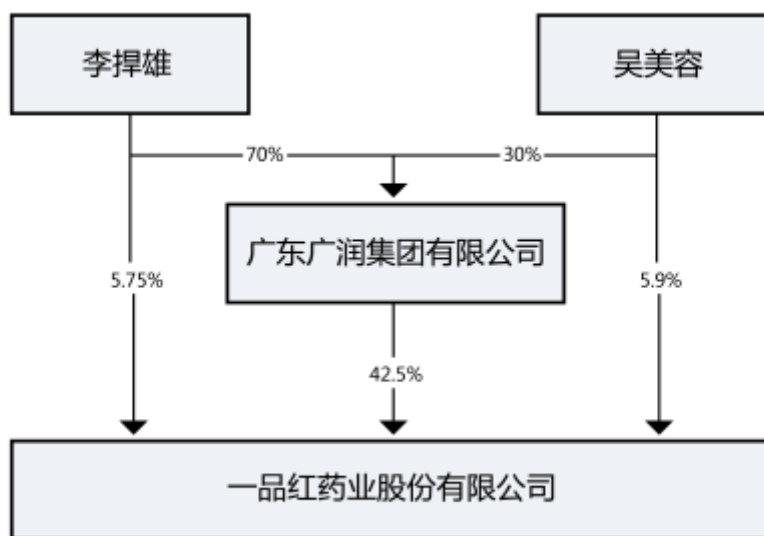 李捍雄
吴美容
70%
30%
广东广润集团有限公司
5.75%
5.9%
42.5%
一品红药业股份有限公司